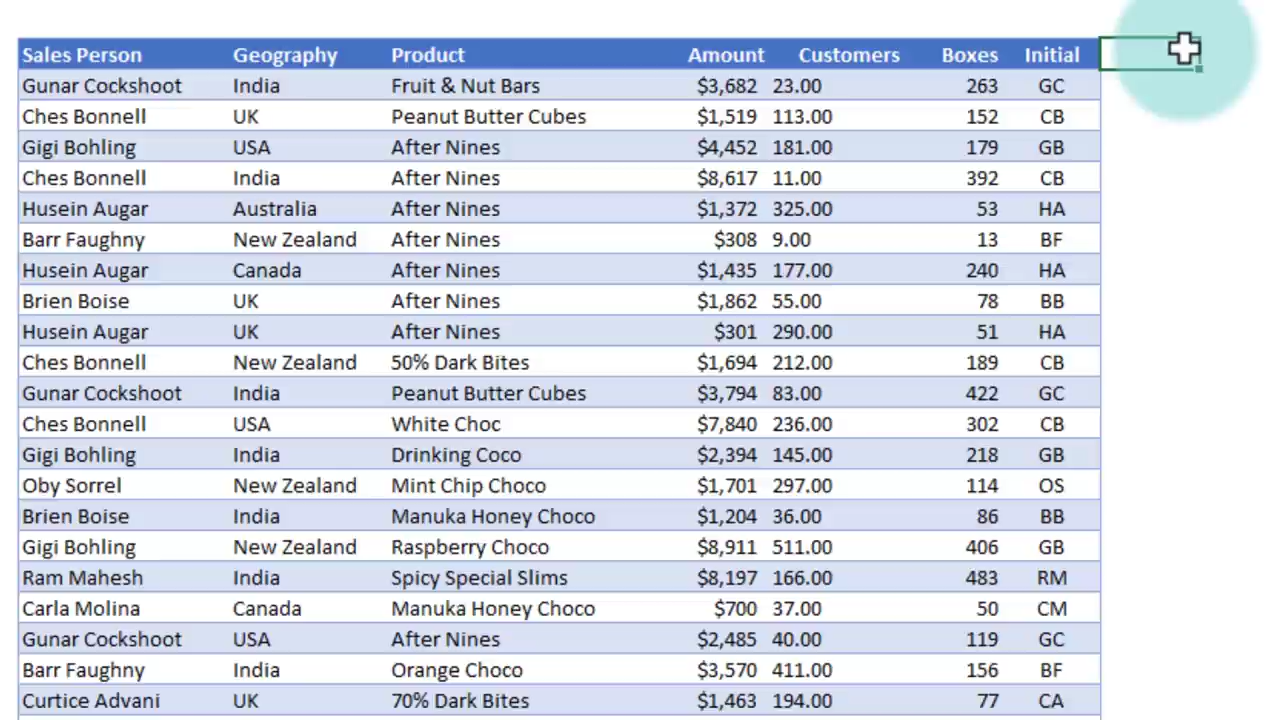 Sales Person Geography Product Amount Customers Boxes Initial
Gunar Cockshoot India Fruit & Nut Bars $3,682 23.00 263 GC
Ches Bonnell UK Peanut Butter Cubes $1,519 113.00 152 CB
Gigi Bohling USA After Nines $4,452 181.00 179 GB
Ches Bonnell India After Nines $8,617 11.00 392 CB
Husein Augar Australia After Nines $1,372 325.00 53 HA
Barr Faughny New Zealand After Nines $308 9.00 13 BF
Husein Augar Canada After Nines $1,435 177.00 240 HA
Brien Boise UK After Nines $1,862 55.00 78 BB
Husein Augar UK After Nines $301 290.00 51 HA
Ches Bonnell New Zealand 50% Dark Bites $1,694 212.00 189 CB
Gunar Cockshoot India Peanut Butter Cubes $3,794 83.00 422 GC
Ches Bonnell USA White Choc $7,840 236.00 302 CB
Gigi Bohling India Drinking Coco $2,394 145.00 218 GB
Oby Sorrel New Zealand Mint Chip Choco $1,701 297.00 114 OS
Brien Boise India Manuka Honey Choco $1,204 36.00 86 BB
Gigi Bohling New Zealand Raspberry Choco $8,911 511.00 406 GB
Ram Mahesh India Spicy Special Slims $8,197 166.00 483 RM
Carla Molina Canada Manuka Honey Choco $700 37.00 50 CM
Gunar Cockshoot USA After Nines $2,485 40.00 119 GC
Barr Faughny India Orange Choco $3,570 411.00 156 BF
Curtice Advani UK 70% Dark Bites $1,463 194.00 77 CA